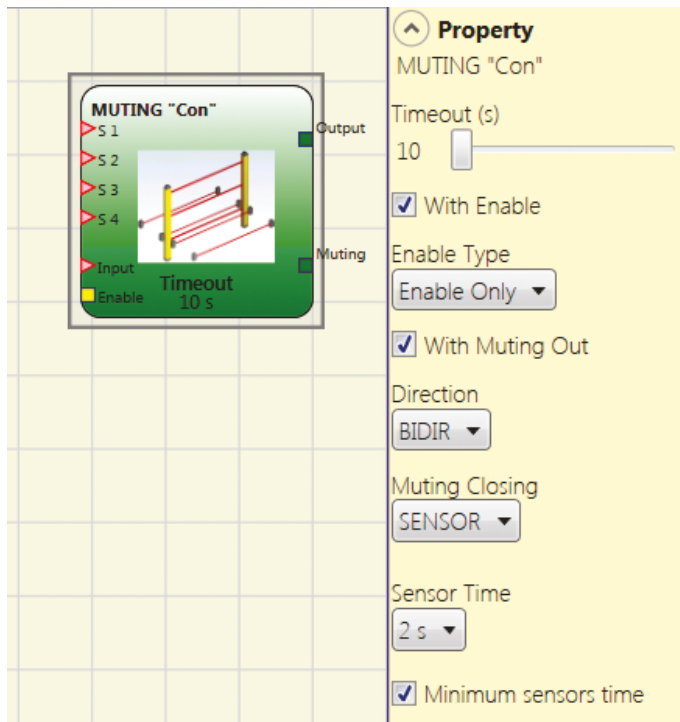 MUTING "Con"
S 1
S 2
S 3
S 4
Input
Enable
Output
Muting
Timeout
10 s
Property
MUTING "Con"
Timeout (s)
10
With Enable
Enable Type
Enable Only
With Muting Out
Direction
BIDIR
Muting Closing
SENSOR
Sensor Time
2 s
Minimum sensors time